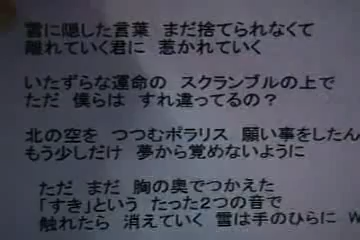 雪に隠した言葉 まだ捨てられなくて
離れていく君に 惹かれていく
いたずらな運命の スクランブルの上で
ただ 僕らは すれ違ってるの?
北の空を つつむポラリス 願い事をしたん
もう少しだけ 夢から覚めないように
ただ まだ 胸の奥でつかえた
「すき」という たった2つの音で
触れたら 消えていく 雪は手のひらに W